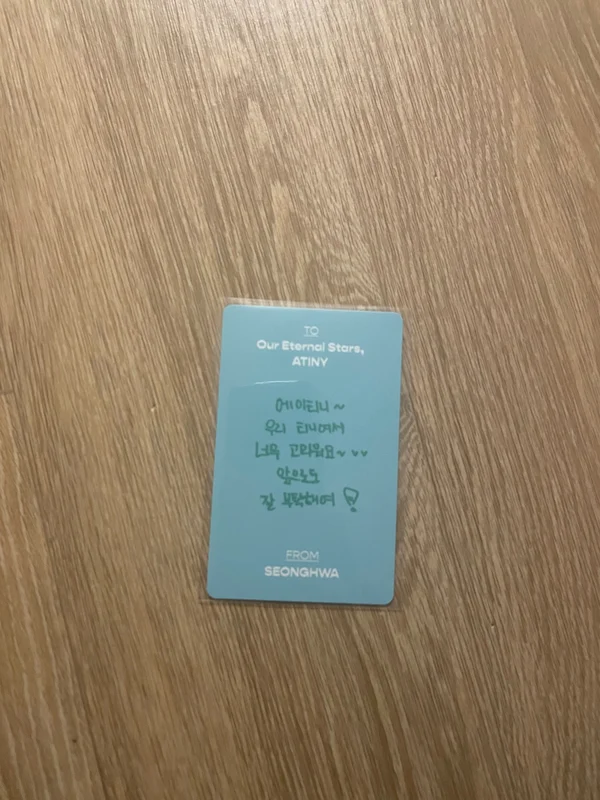 TO
Our Eternal Stars,
ATINY
에이티니~
우리 티니여서
너무 고마워요~
앞으로도
잘 부탁해여
FROM
SEONGHWA